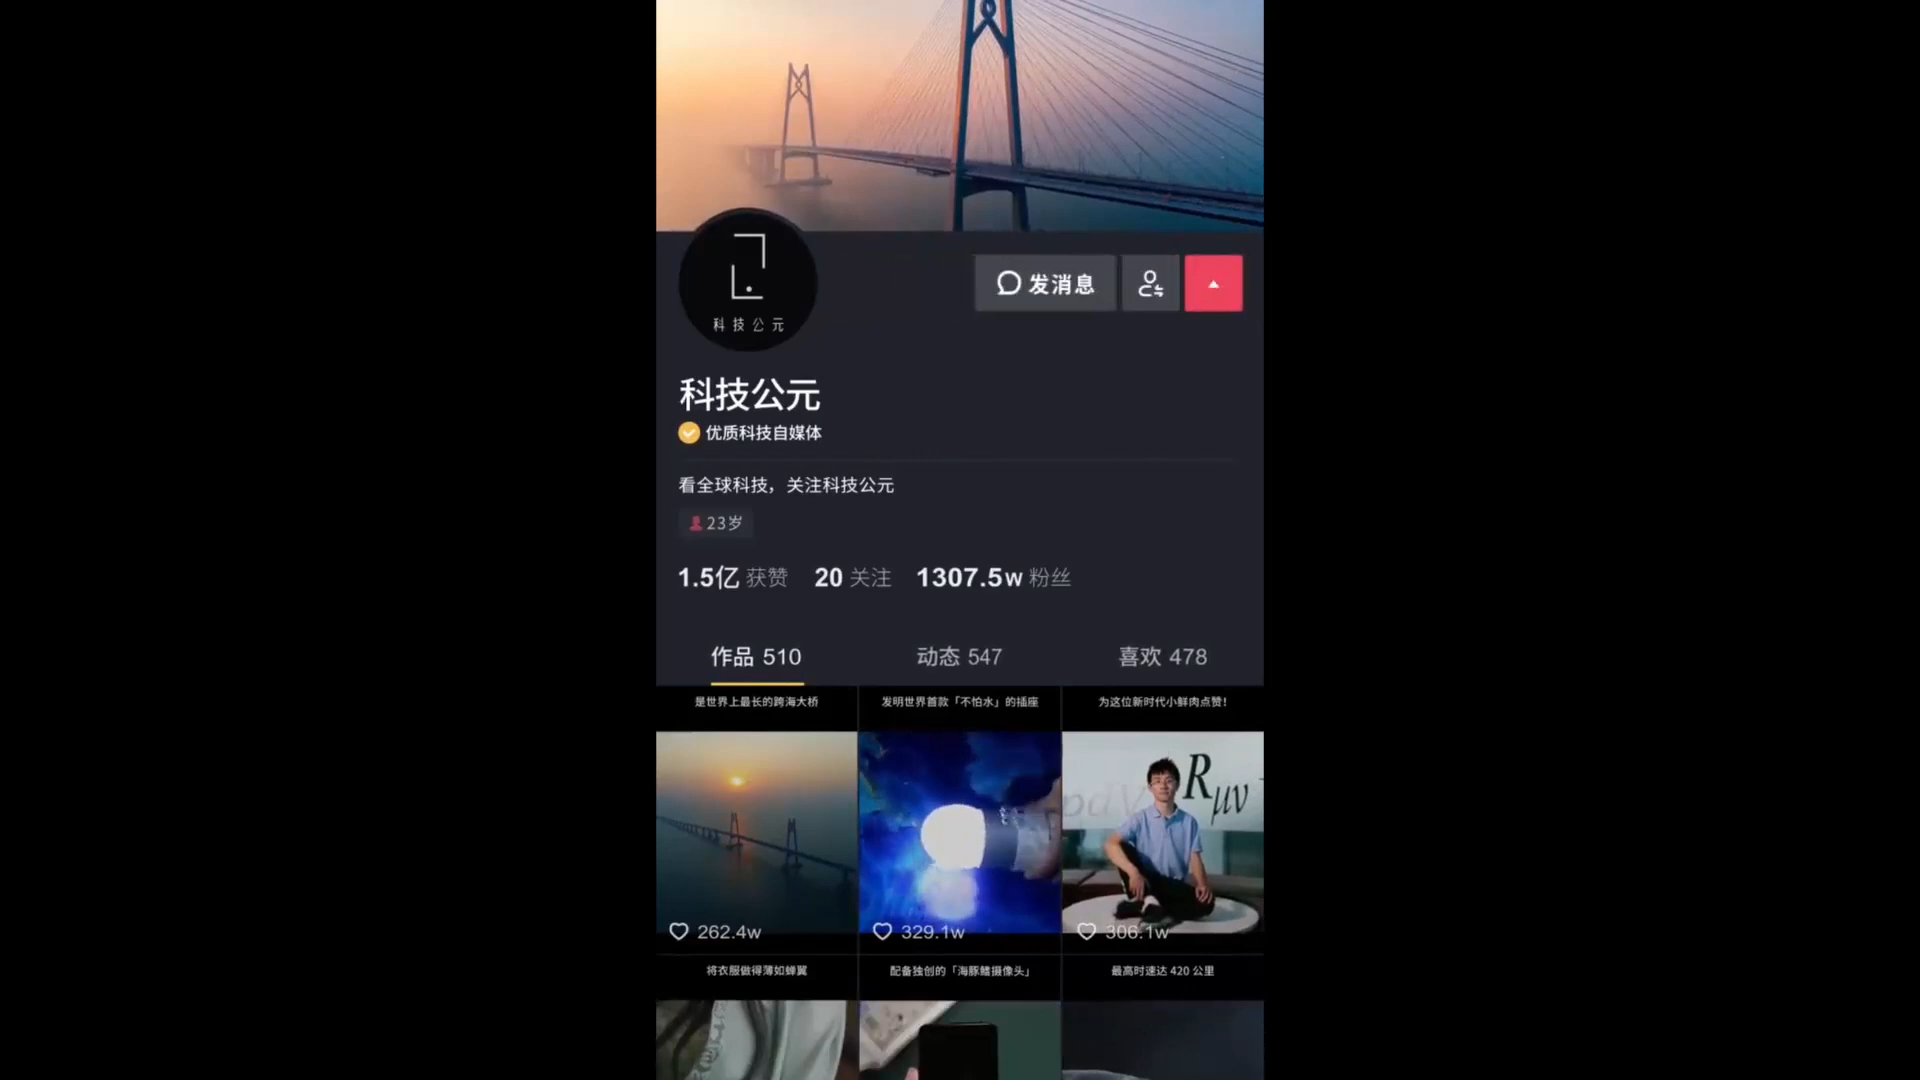 科技公元
发消息
科技公元
优质科技自媒体
看全球科技，关注科技公元
23岁
1.5亿 获赞 20 关注 1307.5w 粉丝
作品 510 动态 547 喜欢 478
是世界上最长的跨海大桥
发明世界首款「不怕水」的插座
为这位新时代小鲜肉点赞！
Rμν
pdV
262.4w
329.1w
306.1w
将衣服做得薄如蝉翼
配备独创的「海豚鳍摄像头」
最高时速达 420 公里